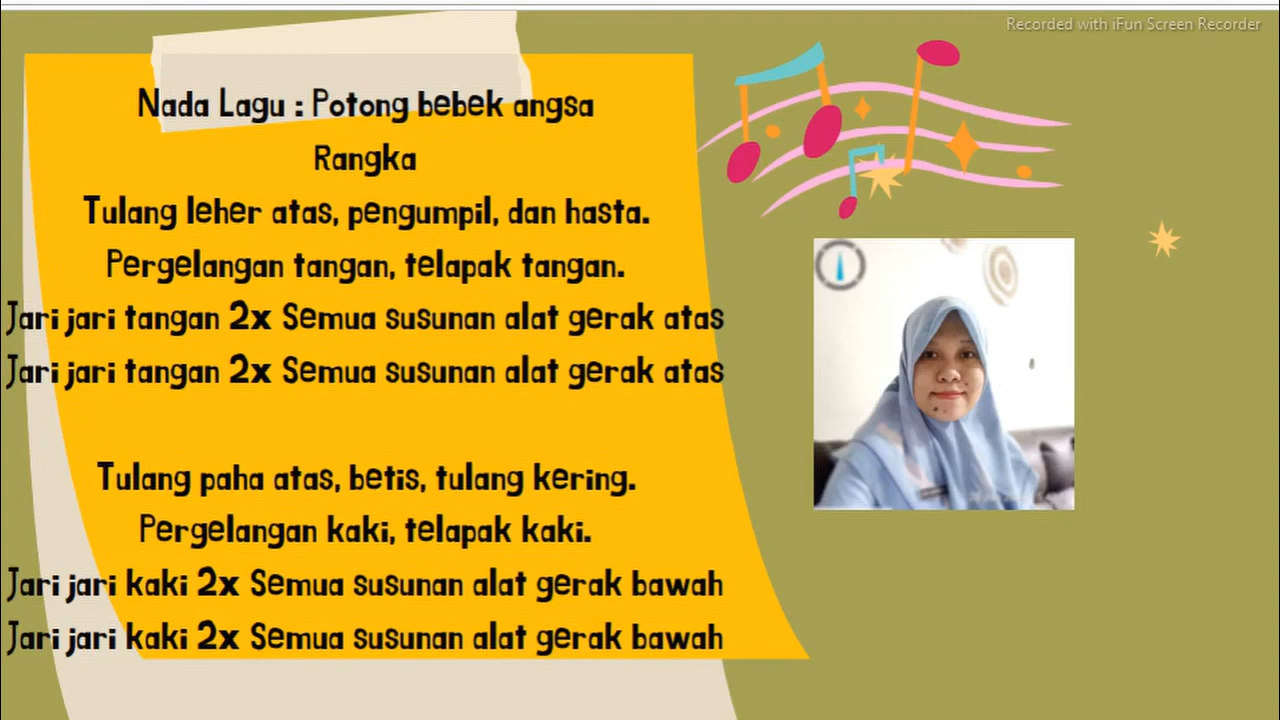 Recorded with iFun Screen Recorder
Nada Lagu : Potong bebek angsa
Rangka
Tulang leher atas, pengumpil, dan hasta.
Pergelangan tangan, telapak tangan.
Jari jari tangan 2x Semua susunan alat gerak atas
Jari jari tangan 2x Semua susunan alat gerak atas
Tulang paha atas, betis, tulang kering.
Pergelangan kaki, telapak kaki.
Jari jari kaki 2x Semua susunan alat gerak bawah
Jari jari kaki 2x Semua susunan alat gerak bawah